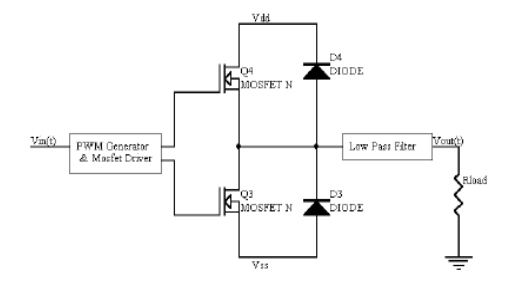 Vdd
Q4
MOSFET N
D4
DIODE
Vin(t)
PWM Generator
& Mosfet Driver
Low Pass Filter
Vout(t)
Rload
Q3
MOSFET N
D3
DIODE
Vss